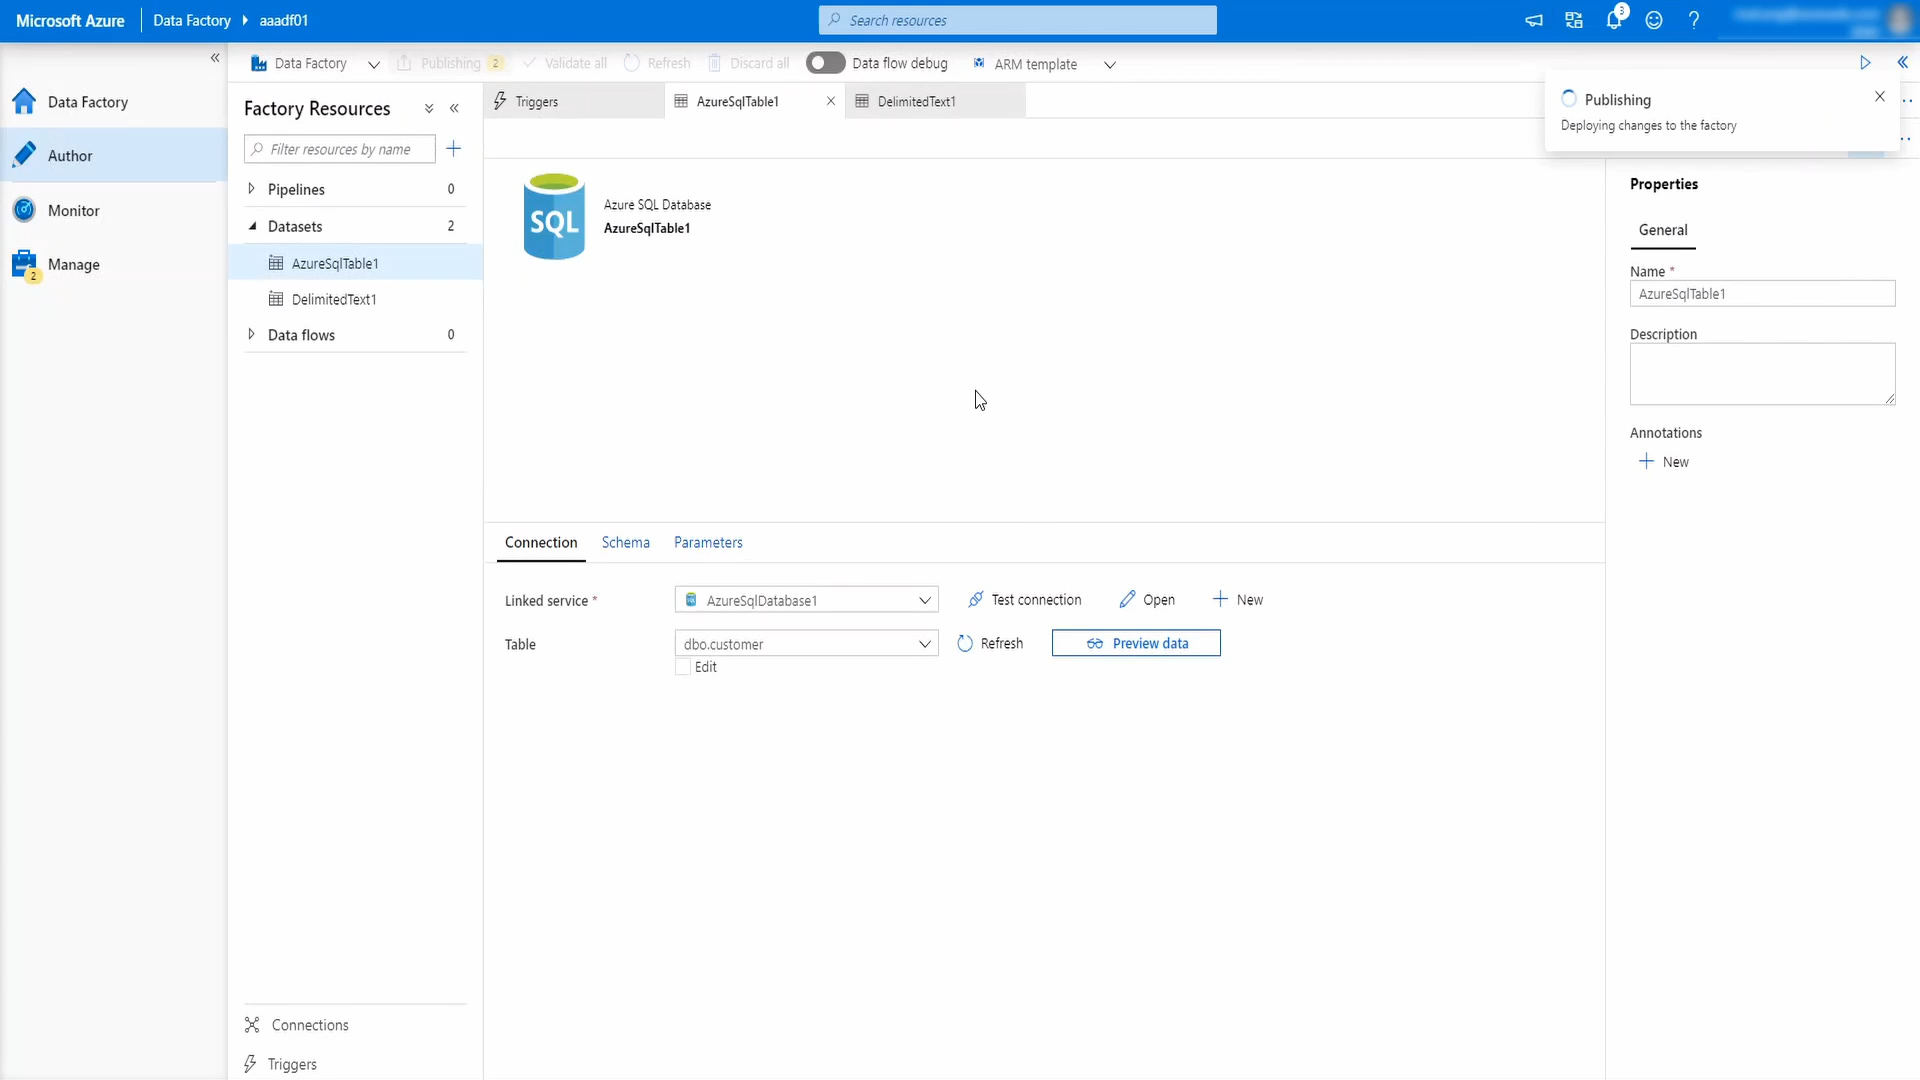 Microsoft Azure
Data Factory
aaadf01
Search resources
3
Data Factory
Publishing 2
Validate all
Refresh
Discard all
Data flow debug
ARM template
Publishing
Deploying changes to the factory
Data Factory
Author
Monitor
Manage
2
Factory Resources
Filter resources by name
Pipelines 0
Datasets 2
AzureSqlTable1
DelimitedText1
Data flows 0
Connections
Triggers
Triggers
AzureSqlTable1
DelimitedText1
SQL
Azure SQL Database
AzureSqlTable1
Connection
Schema
Parameters
Linked service *
AzureSqlDatabase1
Test connection
Open
New
Table
dbo.customer
Refresh
Preview data
Edit
Properties
General
Name *
AzureSqlTable1
Description
Annotations
New